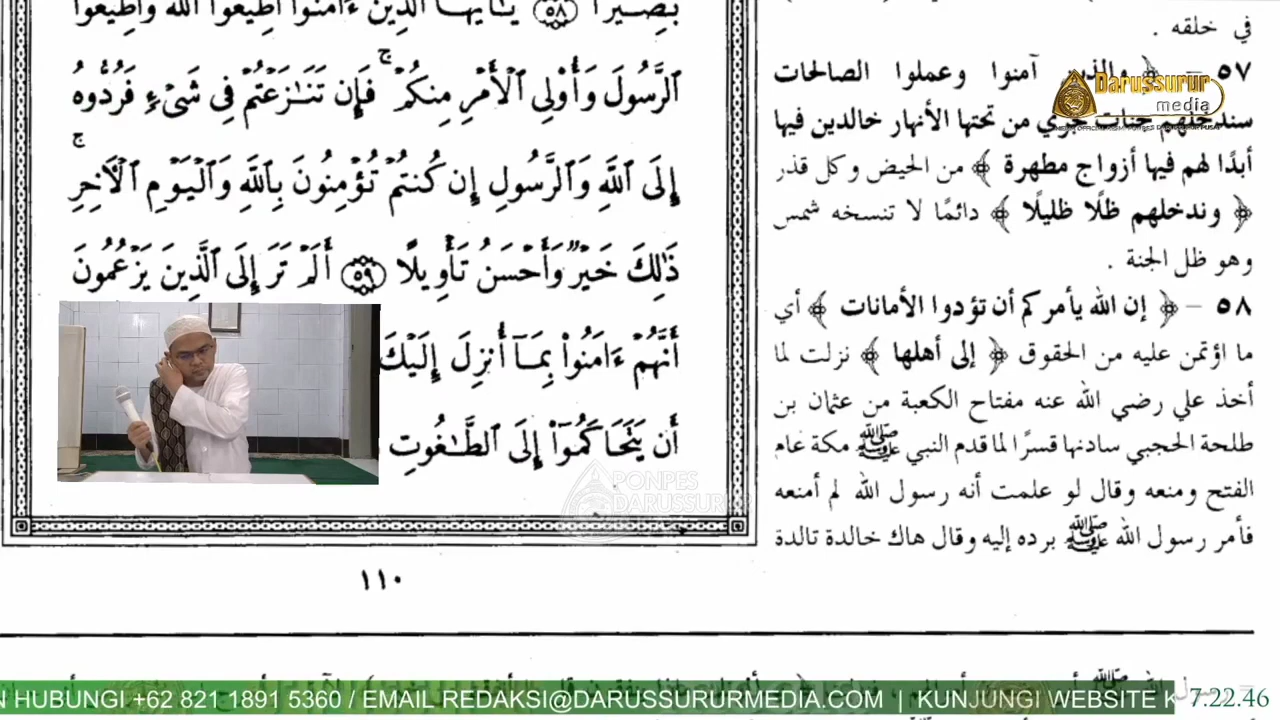 بَصِيرًا ٥٨ يَـٰٓأَيُّهَا ٱلَّذِينَ ءَامَنُوٓا۟ أَطِيعُوا۟ ٱللَّهَ وَأَطِيعُوا۟
ٱلرَّسُولَ وَأُو۟لِى ٱلْأَمْرِ مِنكُمْ ۖ فَإِن تَنَـٰزَعْتُمْ فِى شَىْءٍ فَرُدُّوهُ
إِلَى ٱللَّهِ وَٱلرَّسُولِ إِن كُنتُمْ تُؤْمِنُونَ بِٱللَّهِ وَٱلْيَوْمِ ٱلْـَٔاخِرِ ۚ
ذَٰلِكَ خَيْرٌ وَأَحْسَنُ تَأْوِيلًا ٥٩ أَلَمْ تَرَ إِلَى ٱلَّذِينَ يَزْعُمُونَ
أَنَّهُمْ ءَامَنُوا۟ بِمَآ أُنزِلَ إِلَيْكَ
أَن يَتَحَاكَمُوٓا۟ إِلَى ٱلطَّـٰغُوتِ
١١٠
في خلقه .
٥٧ – ﴿ والذين آمنوا وعملوا الصالحات
سندخلهم جنات تجري من تحتها الأنهار خالدين فيها
أبدًا لهم فيها أزواج مطهرة ﴾ من الحيض وكل قذر
﴿ وندخلهم ظلًا ظليلًا ﴾ دائمًا لا تنسخه شمس
وهو ظل الجنة .
٥٨ – ﴿ إن الله يأمركم أن تؤدوا الأمانات ﴾ أي
ما اؤتمن عليه من الحقوق ﴿ إلى أهلها ﴾ نزلت لما
أخذ علي رضي الله عنه مفتاح الكعبة من عثمان بن
طلحة الحجبي سادنها قسرًا لما قدم النبي ﷺ مكة عام
الفتح ومنعه وقال لو علمت أنه رسول الله لم أمنعه
فأمر رسول الله ﷺ برده إليه وقال هاك خالدة تالدة
Darussurur
media
PONPES
DARUSSURUR
N HUBUNGI +62 821 1891 5360 / EMAIL REDAKSI@DARUSSURURMEDIA.COM | KUNJUNGI WEBSITE K
7.22.46